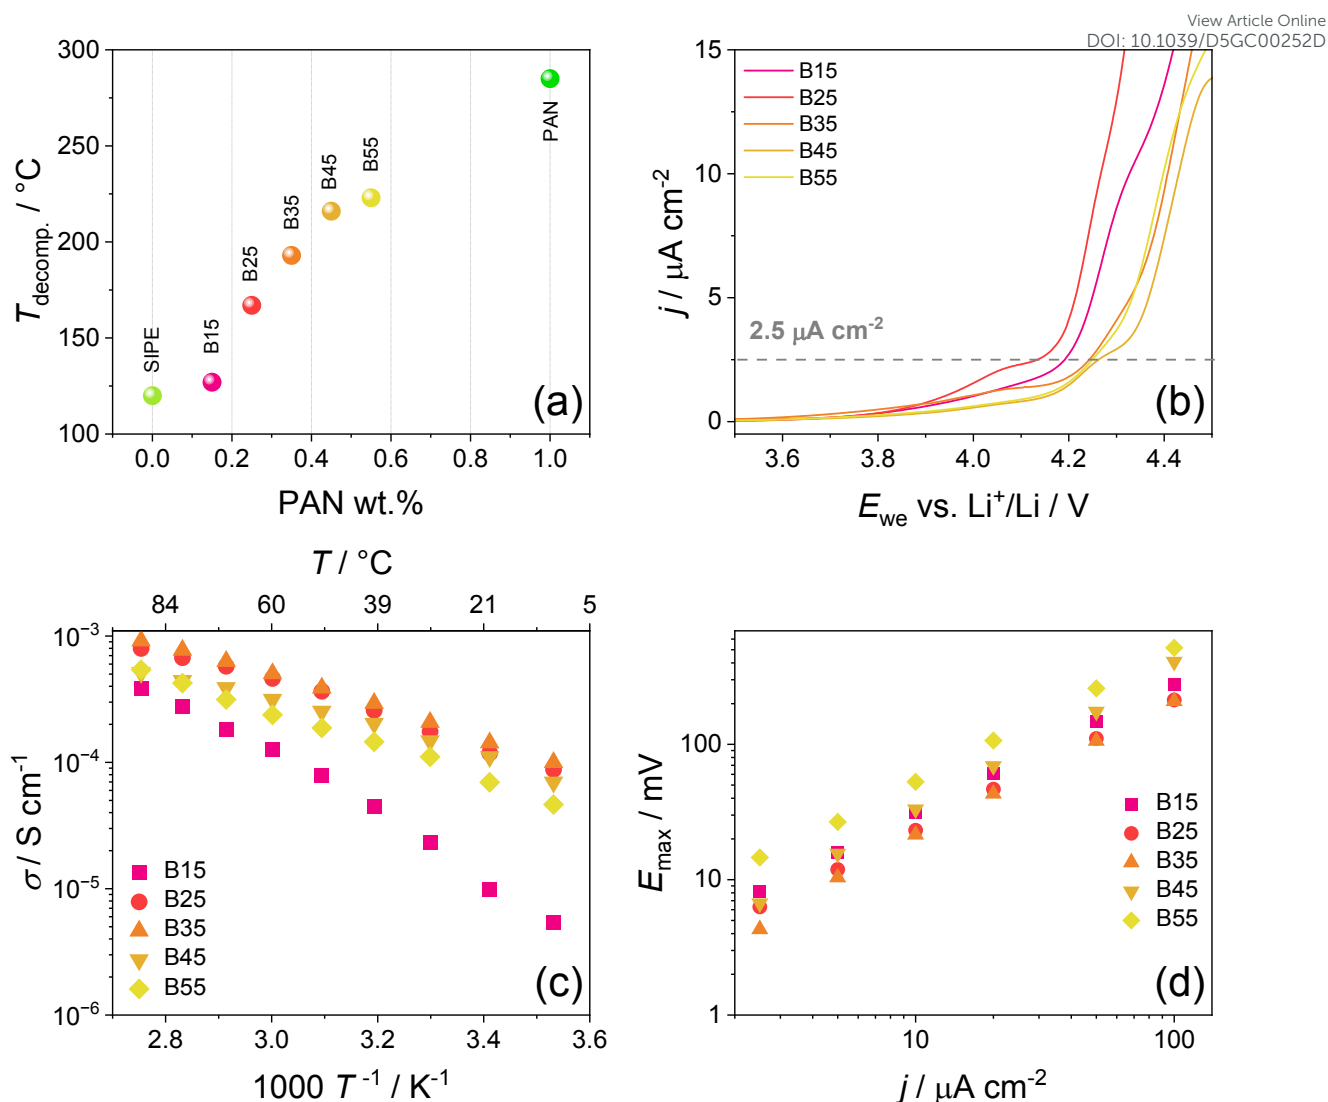 View Article Online
DOI: 10.1039/D5GC00252D
300
250
200
150
100
T_decomp. / °C
SIPE
B15
B25
B35
B45
B55
PAN
(a)
0.0 0.2 0.4 0.6 0.8 1.0
PAN wt.%
15
10
5
0
j / μA cm⁻²
B15
B25
B35
B45
B55
2.5 μA cm⁻²
(b)
3.6 3.8 4.0 4.2 4.4
E_we vs. Li⁺/Li / V
T / °C
84 60 39 21 5
10⁻³
10⁻⁴
10⁻⁵
10⁻⁶
σ / S cm⁻¹
B15
B25
B35
B45
B55
(c)
2.8 3.0 3.2 3.4 3.6
1000 T⁻¹ / K⁻¹
100
10
1
E_max / mV
B15
B25
B35
B45
B55
(d)
10 100
j / μA cm⁻²